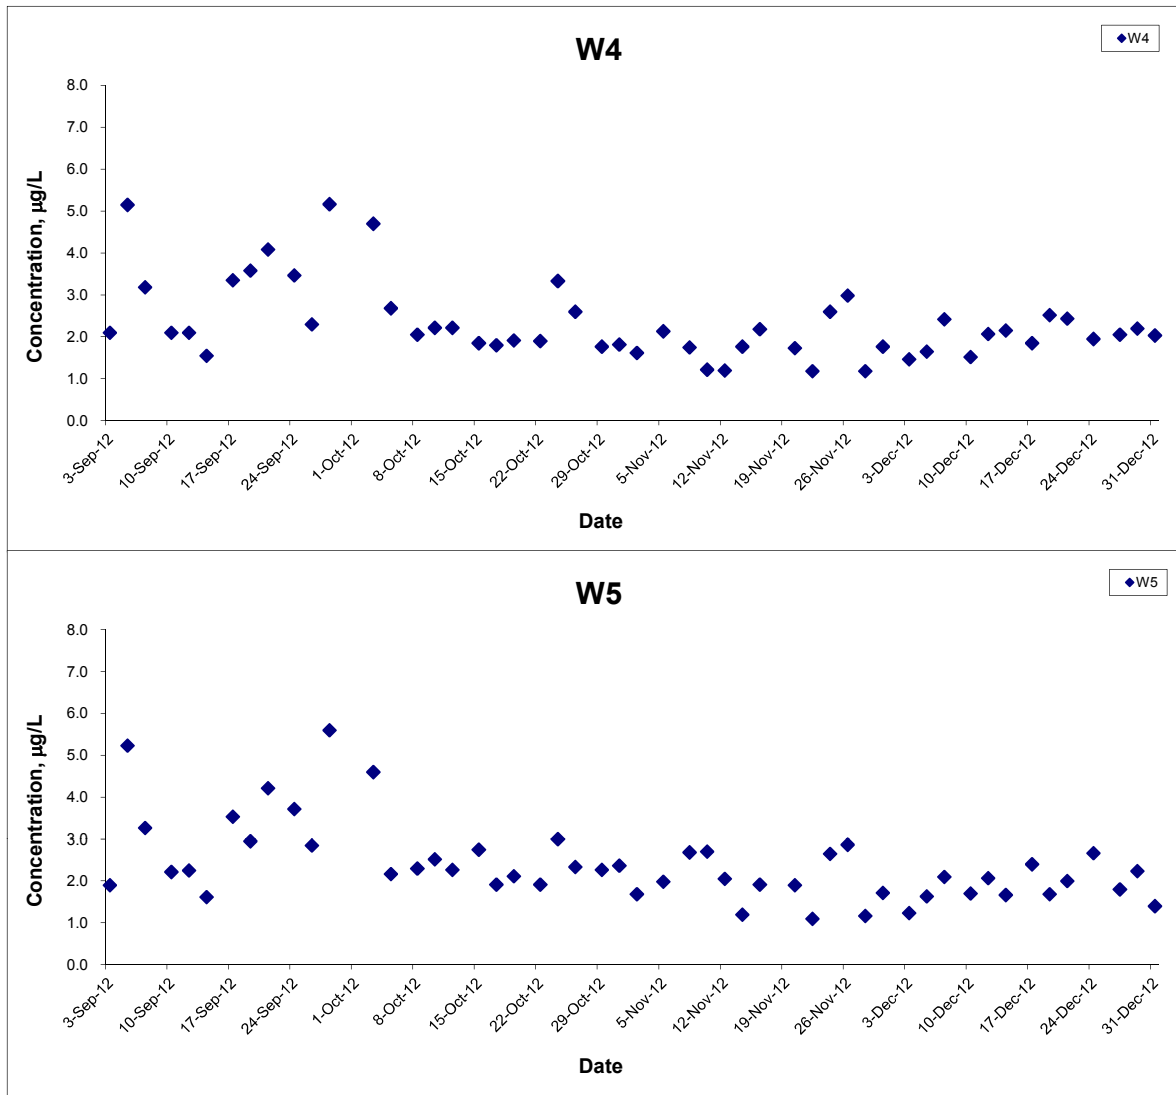 W4
W4
8.0
7.0
6.0
5.0
4.0
3.0
2.0
1.0
0.0
Concentration, µg/L
3-Sep-12
10-Sep-12
17-Sep-12
24-Sep-12
1-Oct-12
8-Oct-12
15-Oct-12
22-Oct-12
29-Oct-12
5-Nov-12
12-Nov-12
19-Nov-12
26-Nov-12
3-Dec-12
10-Dec-12
17-Dec-12
24-Dec-12
31-Dec-12
Date
W5
W5
8.0
7.0
6.0
5.0
4.0
3.0
2.0
1.0
0.0
Concentration, µg/L
3-Sep-12
10-Sep-12
17-Sep-12
24-Sep-12
1-Oct-12
8-Oct-12
15-Oct-12
22-Oct-12
29-Oct-12
5-Nov-12
12-Nov-12
19-Nov-12
26-Nov-12
3-Dec-12
10-Dec-12
17-Dec-12
24-Dec-12
31-Dec-12
Date